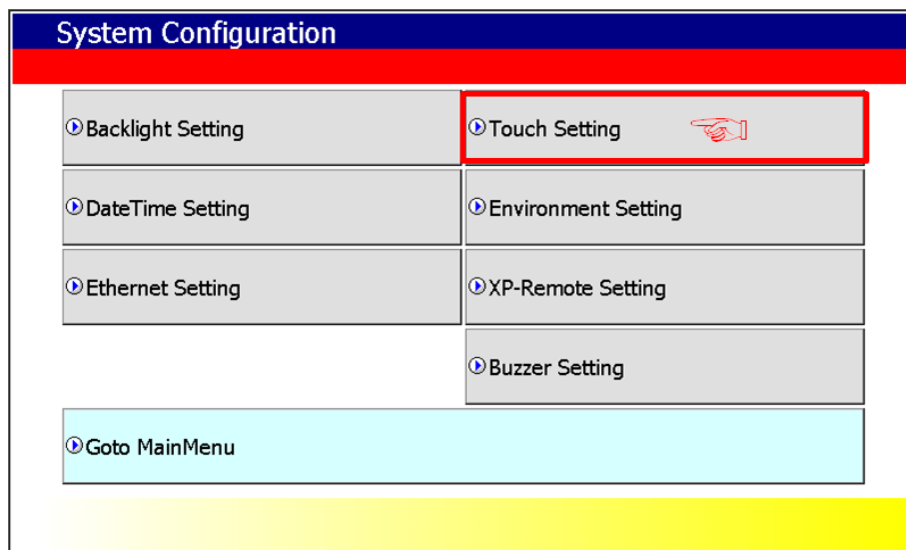 System Configuration
Backlight Setting
Touch Setting
DateTime Setting
Environment Setting
Ethernet Setting
XP-Remote Setting
Buzzer Setting
Goto MainMenu